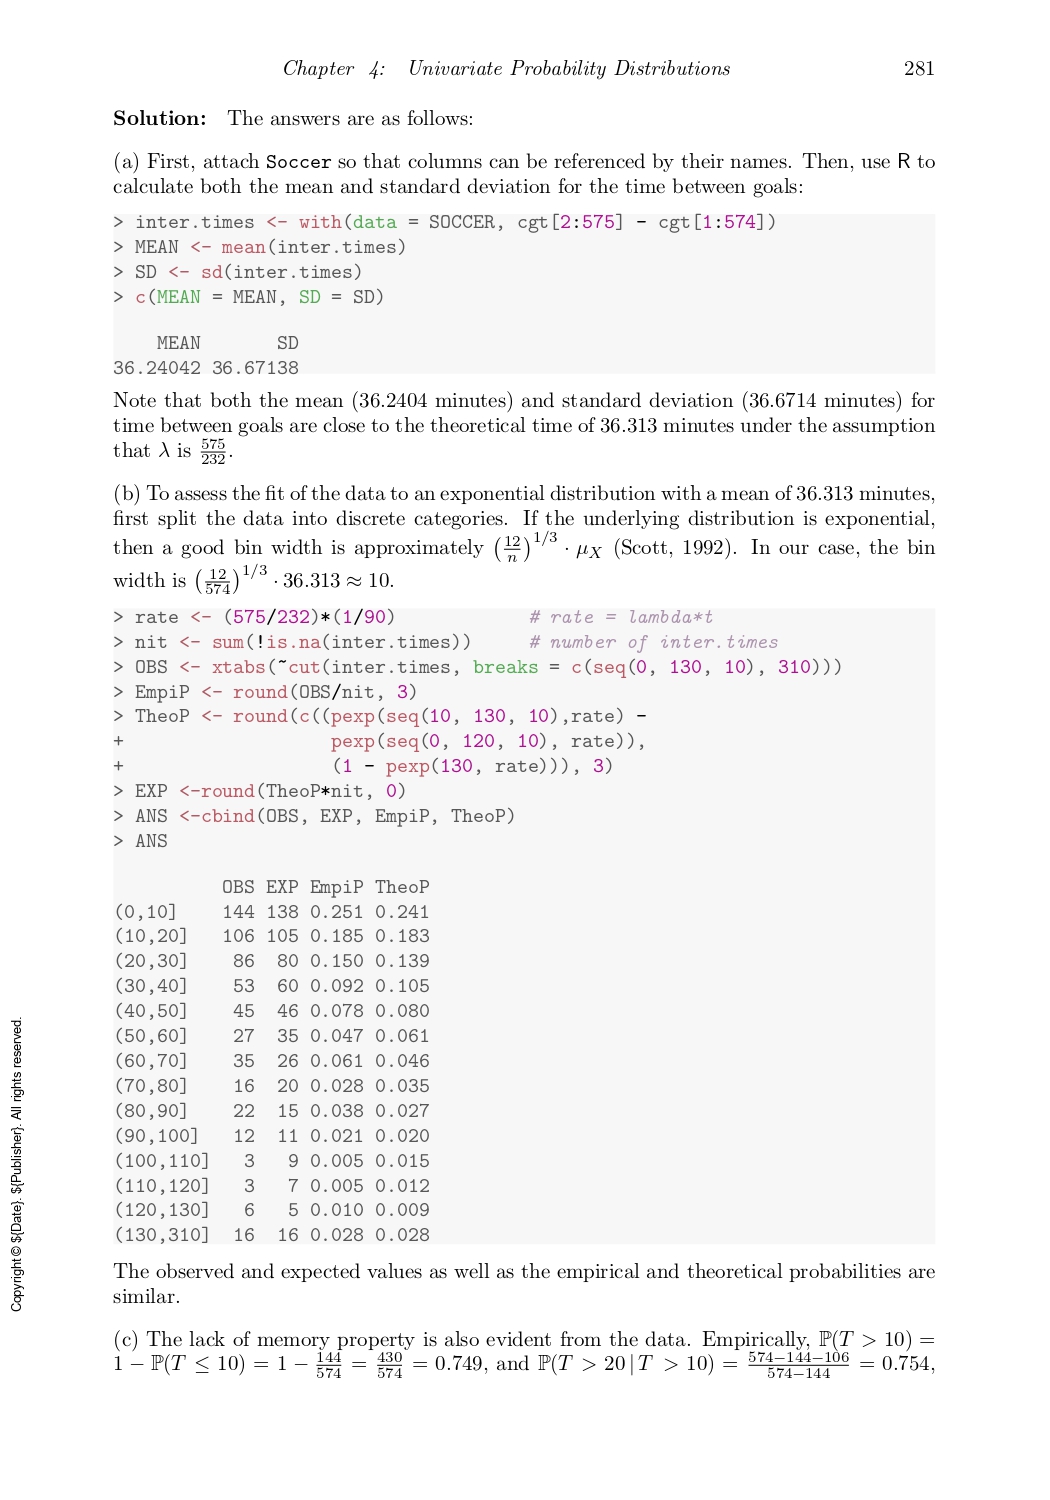 Chapter 4: Univariate Probability Distributions 281
Solution: The answers are as follows:
(a) First, attach Soccer so that columns can be referenced by their names. Then, use R to
calculate both the mean and standard deviation for the time between goals:
> inter.times <- with(data = SOCCER, cgt[2:575] - cgt[1:574])
> MEAN <- mean(inter.times)
> SD <- sd(inter.times)
> c(MEAN = MEAN, SD = SD)
MEAN SD
36.24042 36.67138
Note that both the mean (36.2404 minutes) and standard deviation (36.6714 minutes) for
time between goals are close to the theoretical time of 36.313 minutes under the assumption
that λ is 575/232.
(b) To assess the fit of the data to an exponential distribution with a mean of 36.313 minutes,
first split the data into discrete categories. If the underlying distribution is exponential,
then a good bin width is approximately (12/n)^1/3 · μX (Scott, 1992). In our case, the bin
width is (12/574)^1/3 · 36.313 ≈ 10.
> rate <- (575/232)*(1/90) # rate = lambda*t
> nit <- sum(!is.na(inter.times)) # number of inter.times
> OBS <- xtabs(~cut(inter.times, breaks = c(seq(0, 130, 10), 310)))
> EmpiP <- round(OBS/nit, 3)
> TheoP <- round(c((pexp(seq(10, 130, 10),rate) -
+ pexp(seq(0, 120, 10), rate)),
+ (1 - pexp(130, rate))), 3)
> EXP <-round(TheoP*nit, 0)
> ANS <-cbind(OBS, EXP, EmpiP, TheoP)
> ANS
OBS EXP EmpiP TheoP
(0,10] 144 138 0.251 0.241
(10,20] 106 105 0.185 0.183
(20,30] 86 80 0.150 0.139
(30,40] 53 60 0.092 0.105
(40,50] 45 46 0.078 0.080
(50,60] 27 35 0.047 0.061
(60,70] 35 26 0.061 0.046
(70,80] 16 20 0.028 0.035
(80,90] 22 15 0.038 0.027
(90,100] 12 11 0.021 0.020
(100,110] 3 9 0.005 0.015
(110,120] 3 7 0.005 0.012
(120,130] 6 5 0.010 0.009
(130,310] 16 16 0.028 0.028
The observed and expected values as well as the empirical and theoretical probabilities are
similar.
(c) The lack of memory property is also evident from the data. Empirically, ℙ(T > 10) =
1 − ℙ(T ≤ 10) = 1 − 144/574 = 430/574 = 0.749, and ℙ(T > 20 | T > 10) = 574−144−106/574−144 = 0.754,
Copyright © ${Date}. ${Publisher}. All rights reserved.